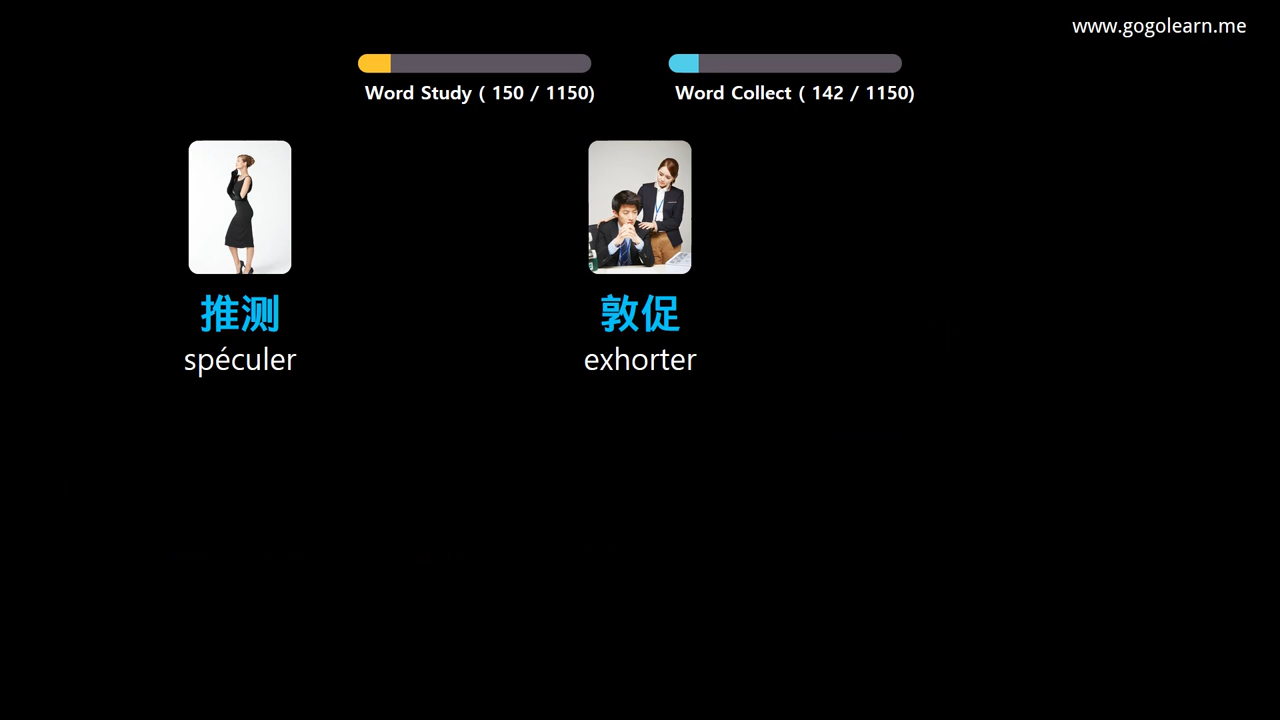 www.gogolearn.me
Word Study ( 150 / 1150)
Word Collect ( 142 / 1150)
推测
spéculer
敦促
exhorter